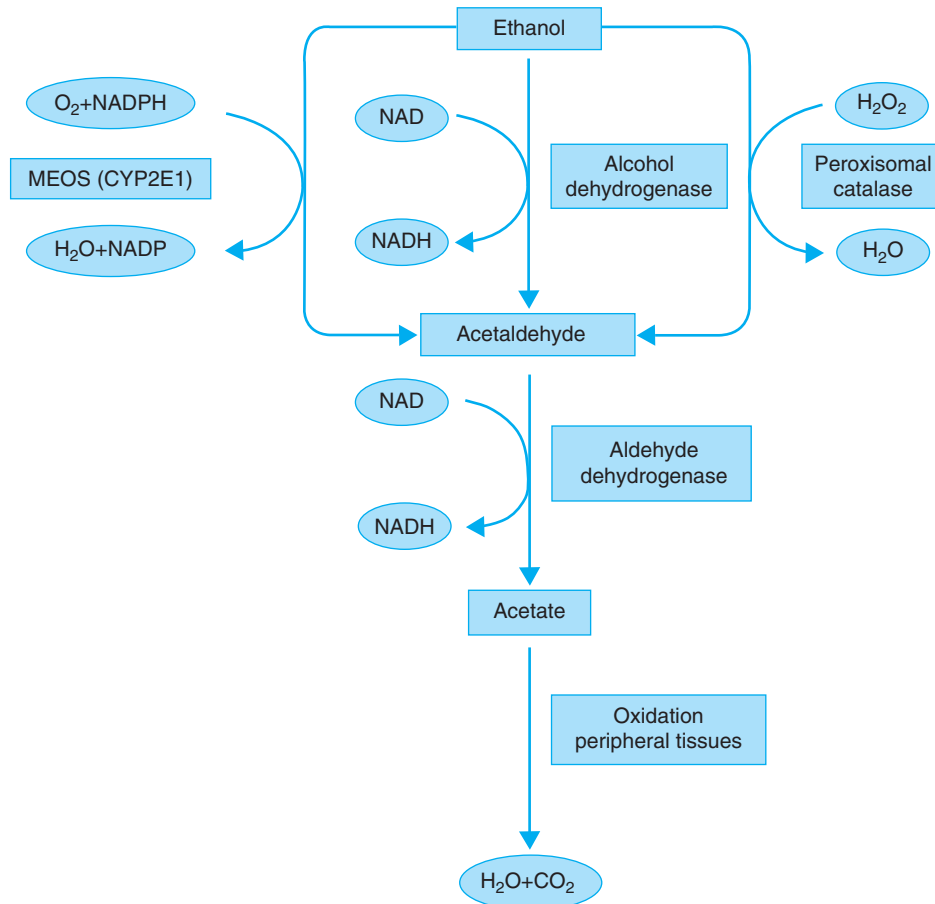 Ethanol
O₂+NADPH
NAD
H₂O₂
MEOS (CYP2E1)
Alcohol
dehydrogenase
Peroxisomal
catalase
H₂O+NADP
NADH
H₂O
Acetaldehyde
NAD
Aldehyde
dehydrogenase
NADH
Acetate
Oxidation
peripheral tissues
H₂O+CO₂